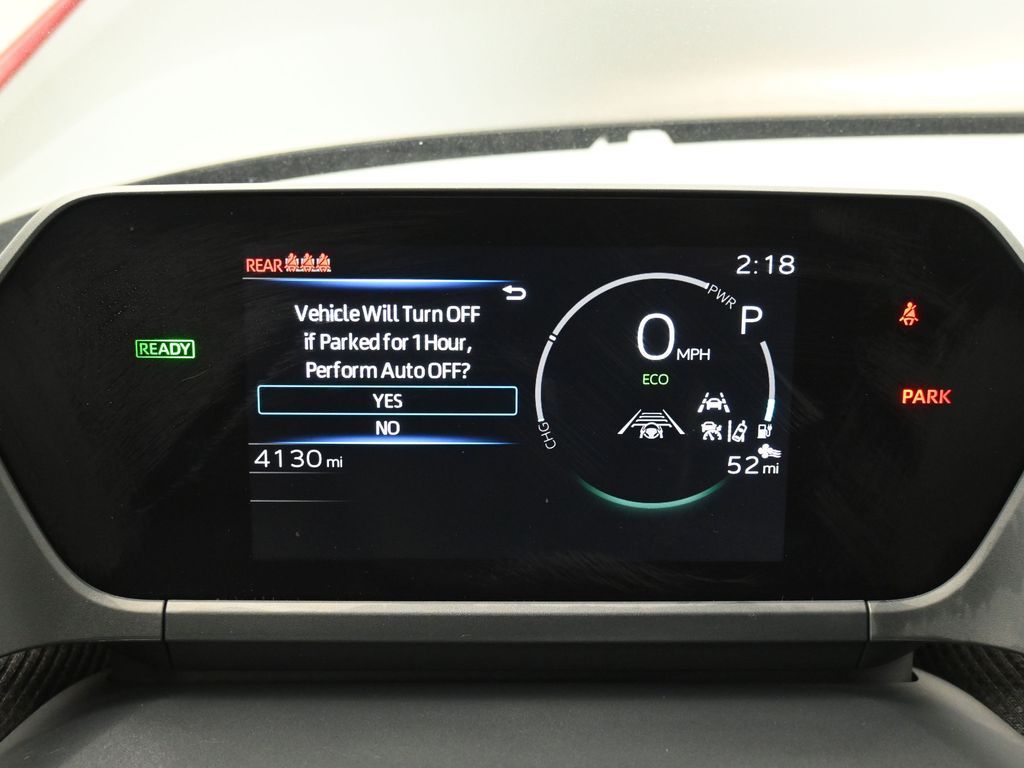 REAR
2:18
PWR
Vehicle Will Turn OFF
if Parked for 1 Hour,
Perform Auto OFF?
YES
NO
READY
0 MPH
P
ECO
CHG
PARK
4130 mi
52 mi